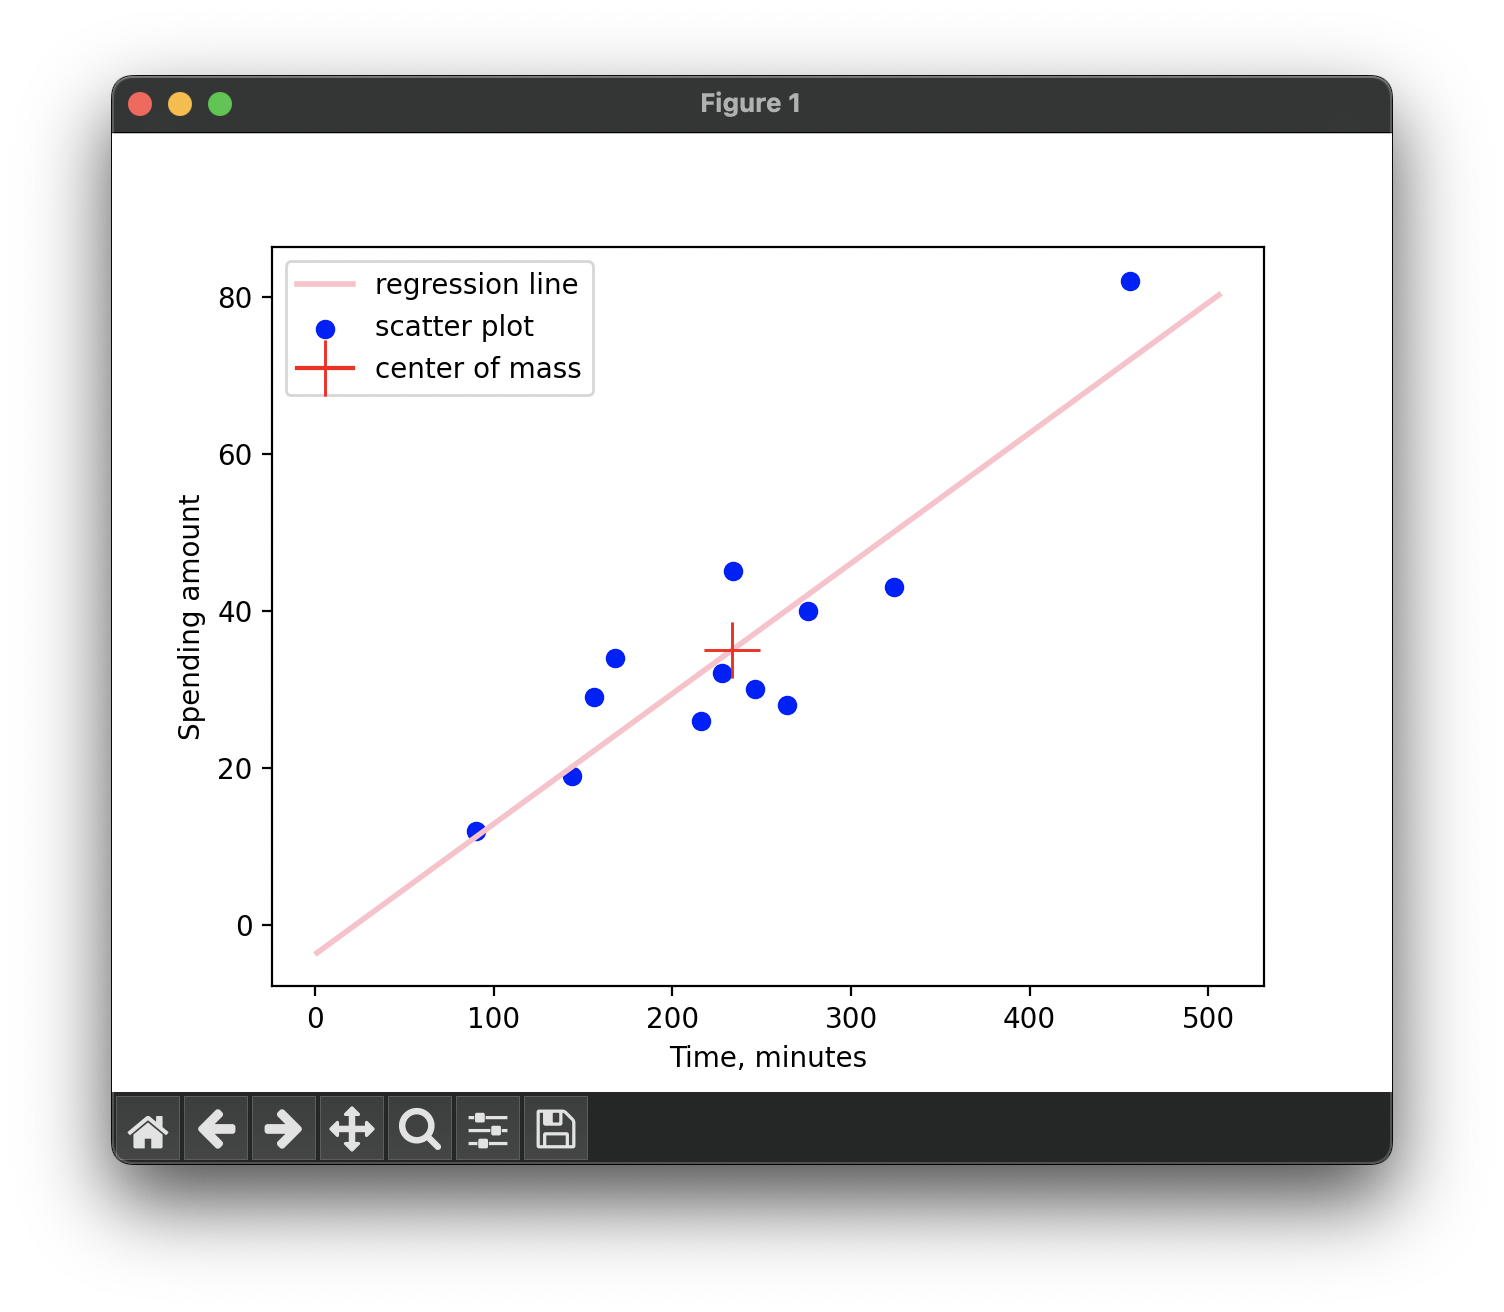 Figure 1
regression line
scatter plot
center of mass
80
60
40
20
0
Spending amount
0 100 200 300 400 500
Time, minutes